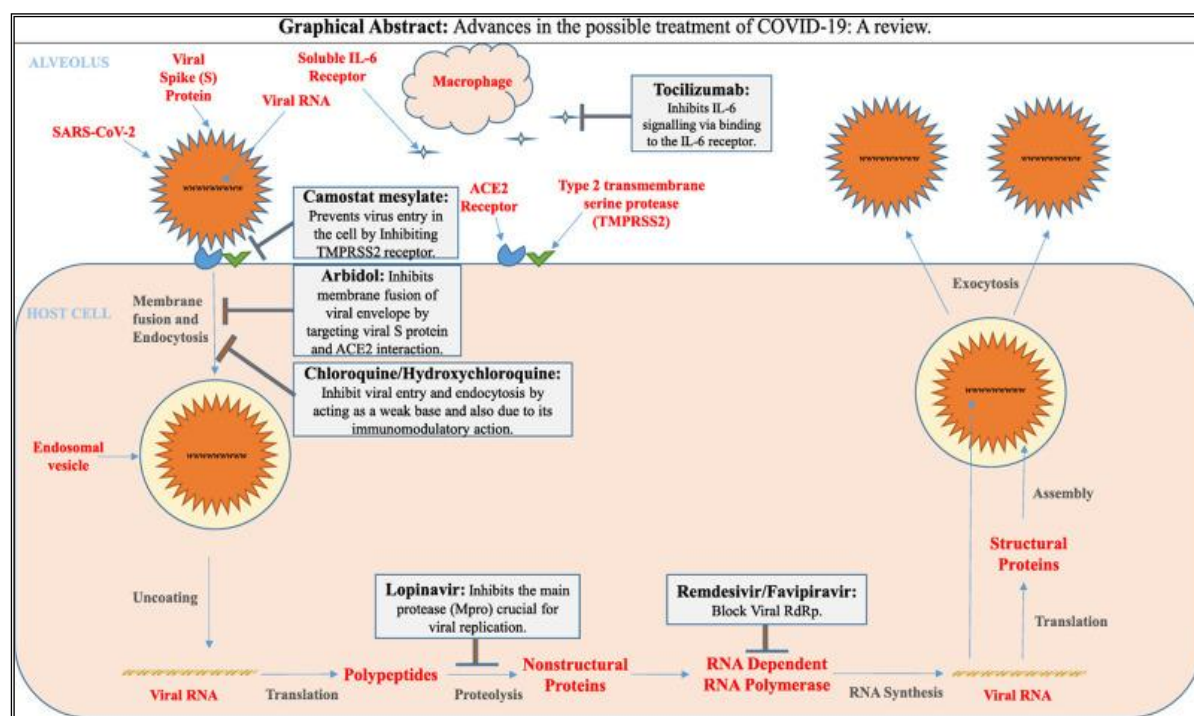 Graphical Abstract: Advances in the possible treatment of COVID-19: A review.
ALVEOLUS
Viral
Spike (S)
Protein
Viral RNA
SARS-CoV-2
wwwwwwwww
Soluble IL-6
Receptor
Macrophage
Tocilizumab:
Inhibits IL-6
signalling via binding
to the IL-6 receptor.
wwwwwwwww
wwwwwwwww
Camostat mesylate:
Prevents virus entry in
the cell by Inhibiting
TMPRSS2 receptor.
ACE2
Receptor
Type 2 transmembrane
serine protease
(TMPRSS2)
HOST CELL
Membrane
fusion and
Endocytosis
Arbidol: Inhibits
membrane fusion of
viral envelope by
targeting viral S protein
and ACE2 interaction.
Chloroquine/Hydroxychloroquine:
Inhibit viral entry and endocytosis by
acting as a weak base and also due to its
immunomodulatory action.
Exocytosis
wwwwwwwww
Endosomal
vesicle
wwwwwwwww
Assembly
Structural
Proteins
Translation
Uncoating
Lopinavir: Inhibits the
main protease (Mpro) crucial for
viral replication.
Remdesivir/Favipiravir:
Block Viral RdRp.
Viral RNA
Translation
Polypeptides
Proteolysis
Nonstructural
Proteins
RNA Dependent
RNA Polymerase
RNA Synthesis
Viral RNA